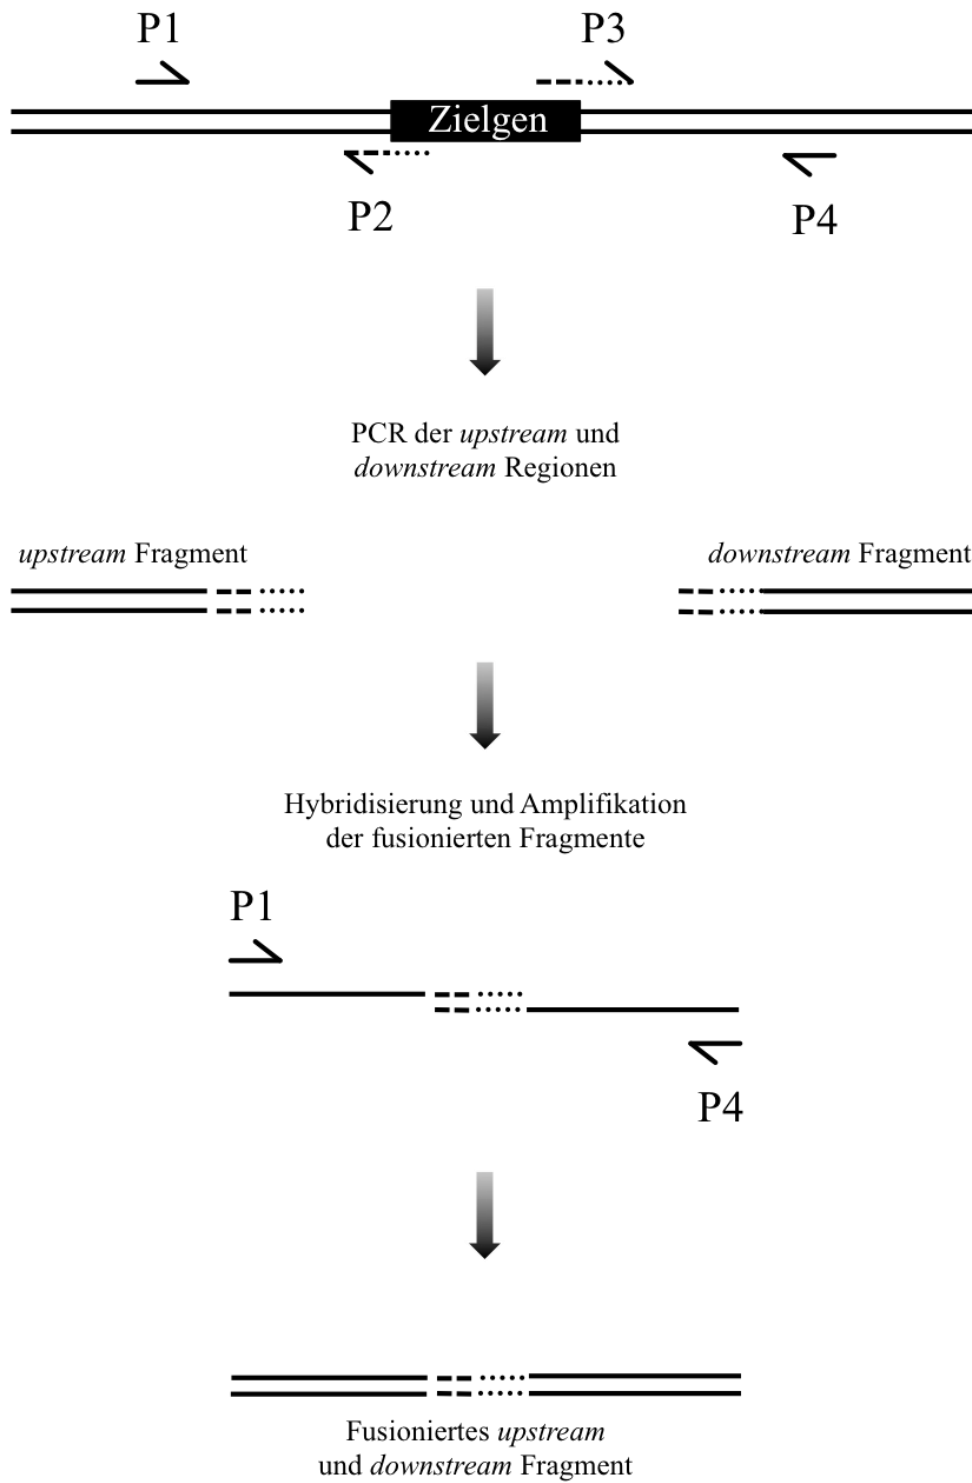 P1
P3
Zielgen
P2
P4
PCR der upstream und
downstream Regionen
upstream Fragment
downstream Fragment
Hybridisierung und Amplifikation
der fusionierten Fragmente
P1
P4
Fusioniertes upstream
und downstream Fragment